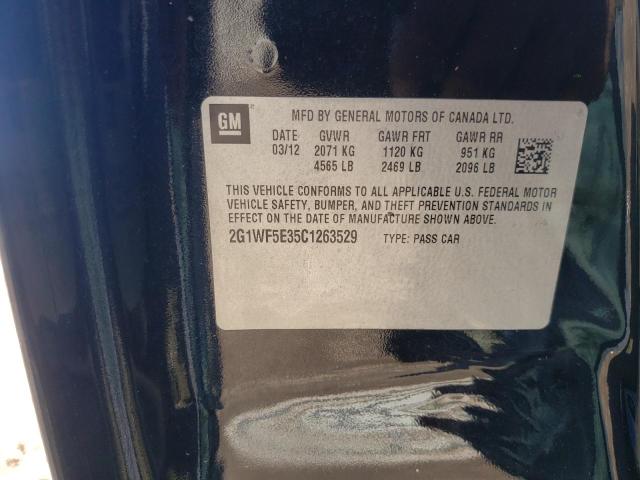 GM
MFD BY GENERAL MOTORS OF CANADA LTD.
DATE GVWR GAWR FRT GAWR RR
03/12 2071 KG 1120 KG 951 KG
4565 LB 2469 LB 2096 LB
THIS VEHICLE CONFORMS TO ALL APPLICABLE U.S. FEDERAL MOTOR
VEHICLE SAFETY, BUMPER, AND THEFT PREVENTION STANDARDS IN
EFFECT ON THE DATE OF MANUFACTURE SHOWN ABOVE.
2G1WF5E35C1263529 TYPE: PASS CAR